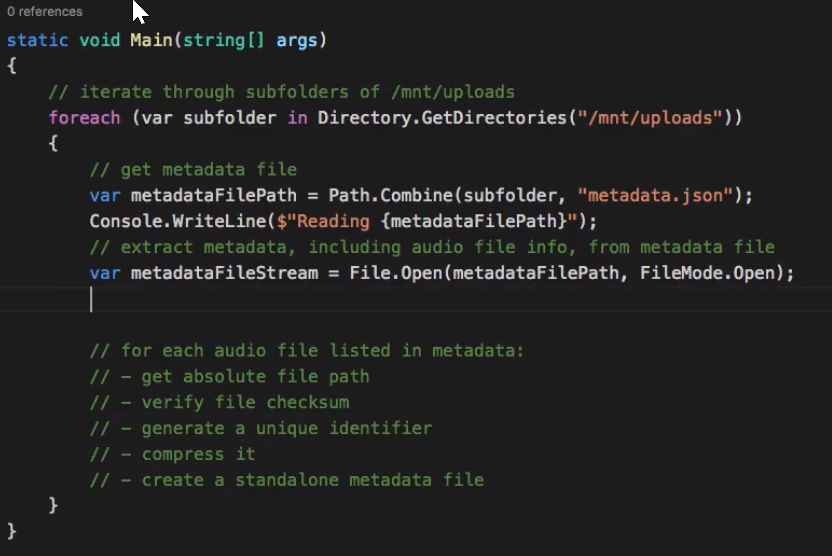 0 references
static void Main(string[] args)
{
    // iterate through subfolders of /mnt/uploads
    foreach (var subfolder in Directory.GetDirectories("/mnt/uploads"))
    {
        // get metadata file
        var metadataFilePath = Path.Combine(subfolder, "metadata.json");
        Console.WriteLine($"Reading {metadataFilePath}");
        // extract metadata, including audio file info, from metadata file
        var metadataFileStream = File.Open(metadataFilePath, FileMode.Open);
        // for each audio file listed in metadata:
        // - get absolute file path
        // - verify file checksum
        // - generate a unique identifier
        // - compress it
        // - create a standalone metadata file
    }
}